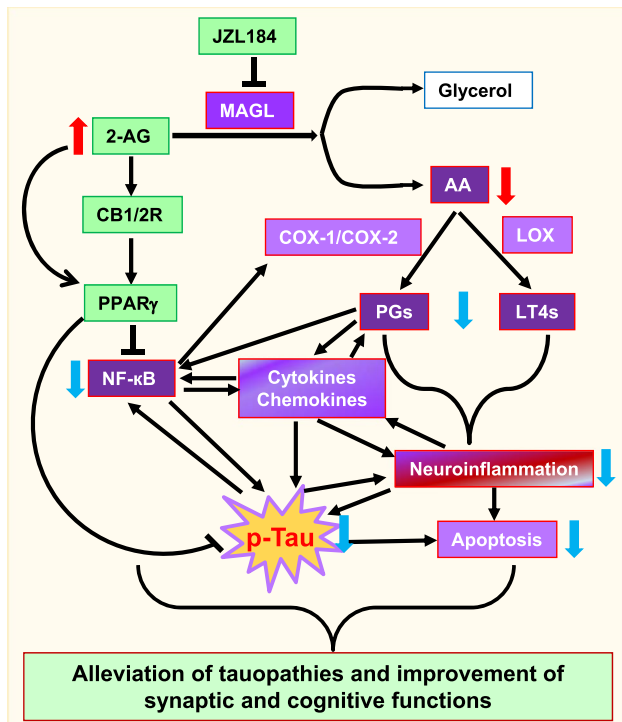 JZL184
MAGL
Glycerol
2-AG
AA
CB1/2R
COX-1/COX-2
LOX
PPARγ
PGs
LT4s
NF-κB
Cytokines
Chemokines
Neuroinflammation
p-Tau
Apoptosis
Alleviation of tauopathies and improvement of
synaptic and cognitive functions